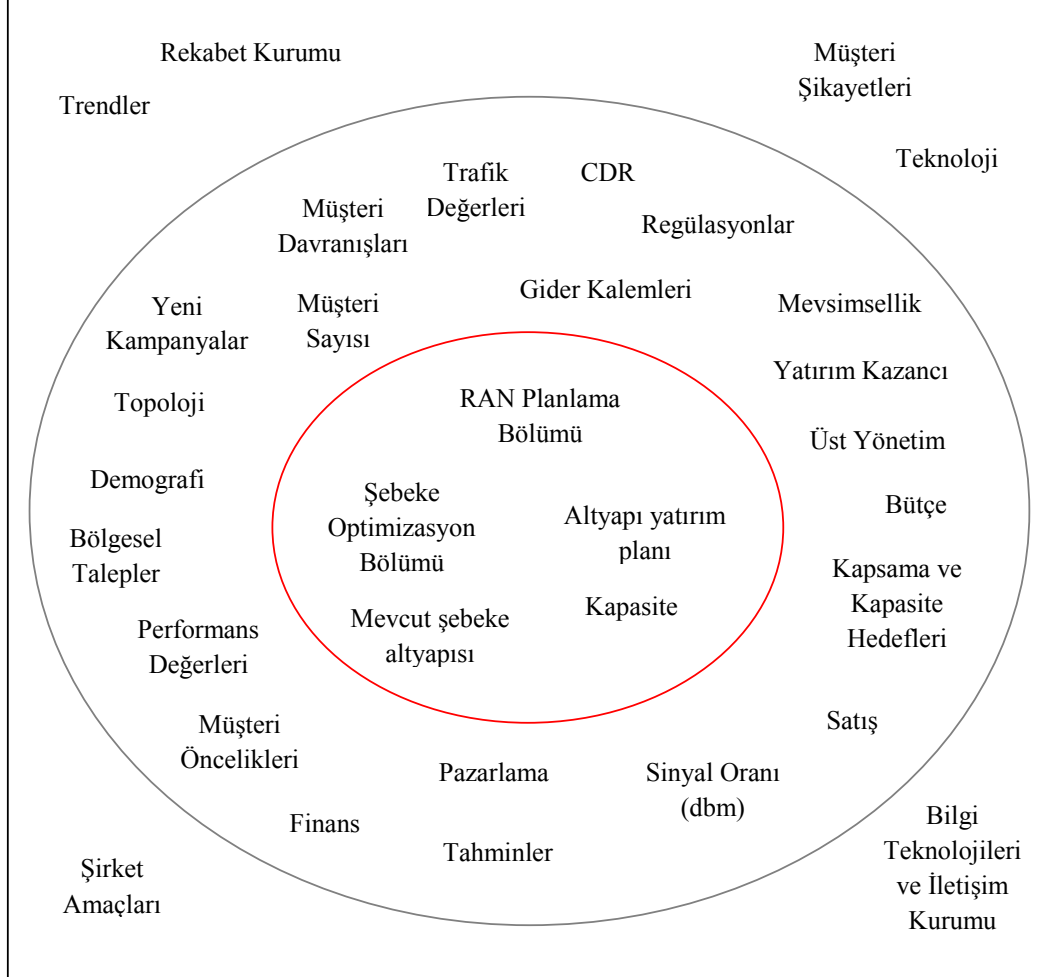 Rekabet Kurumu
Müşteri
Şikayetleri
Trendler
Teknoloji
Trafik
Değerleri
CDR
Müşteri
Davranışları
Regülasyonlar
Gider Kalemleri
Yeni
Kampanyalar
Müşteri
Sayısı
Mevsimsellik
Yatırım Kazancı
Topoloji
RAN Planlama
Bölümü
Üst Yönetim
Demografi
Şebeke
Optimizasyon
Bölümü
Altyapı yatırım
planı
Bütçe
Bölgesel
Talepler
Kapsama ve
Kapasite
Hedefleri
Kapasite
Mevcut şebeke
altyapısı
Performans
Değerleri
Müşteri
Öncelikleri
Satış
Pazarlama
Sinyal Oranı
(dbm)
Finans
Tahminler
Bilgi
Teknolojileri
ve İletişim
Kurumu
Şirket
Amaçları